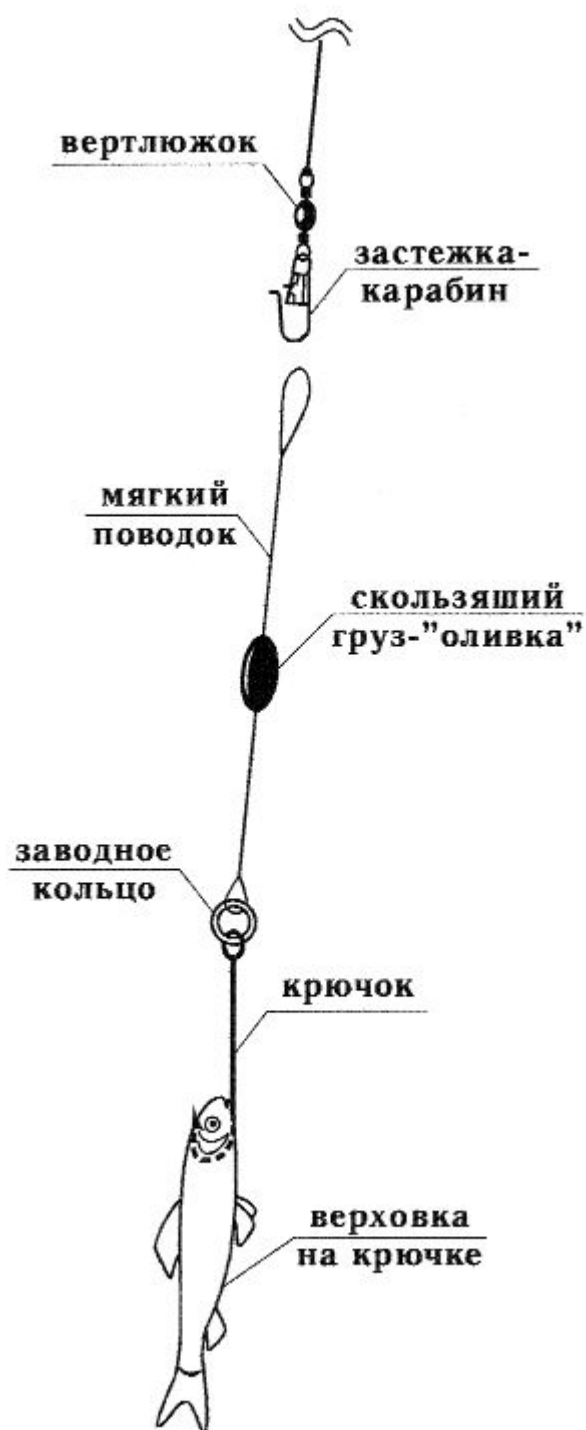 вертлюжок
застежка-
карабин
мягкий
поводок
скользяший
груз-"оливка"
заводное
кольцо
крючок
верховка
на крючке